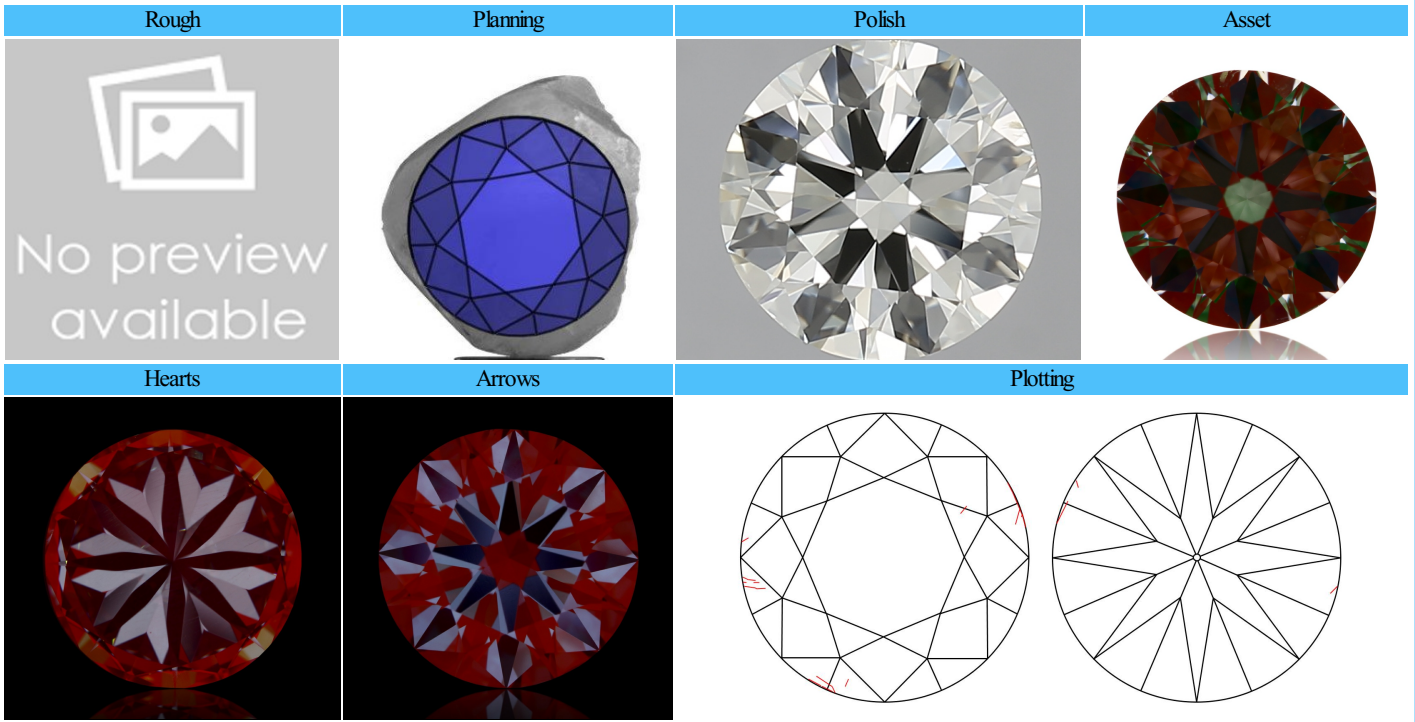 Rough
Planning
Polish
Asset
No preview
available
Hearts
Arrows
Plotting